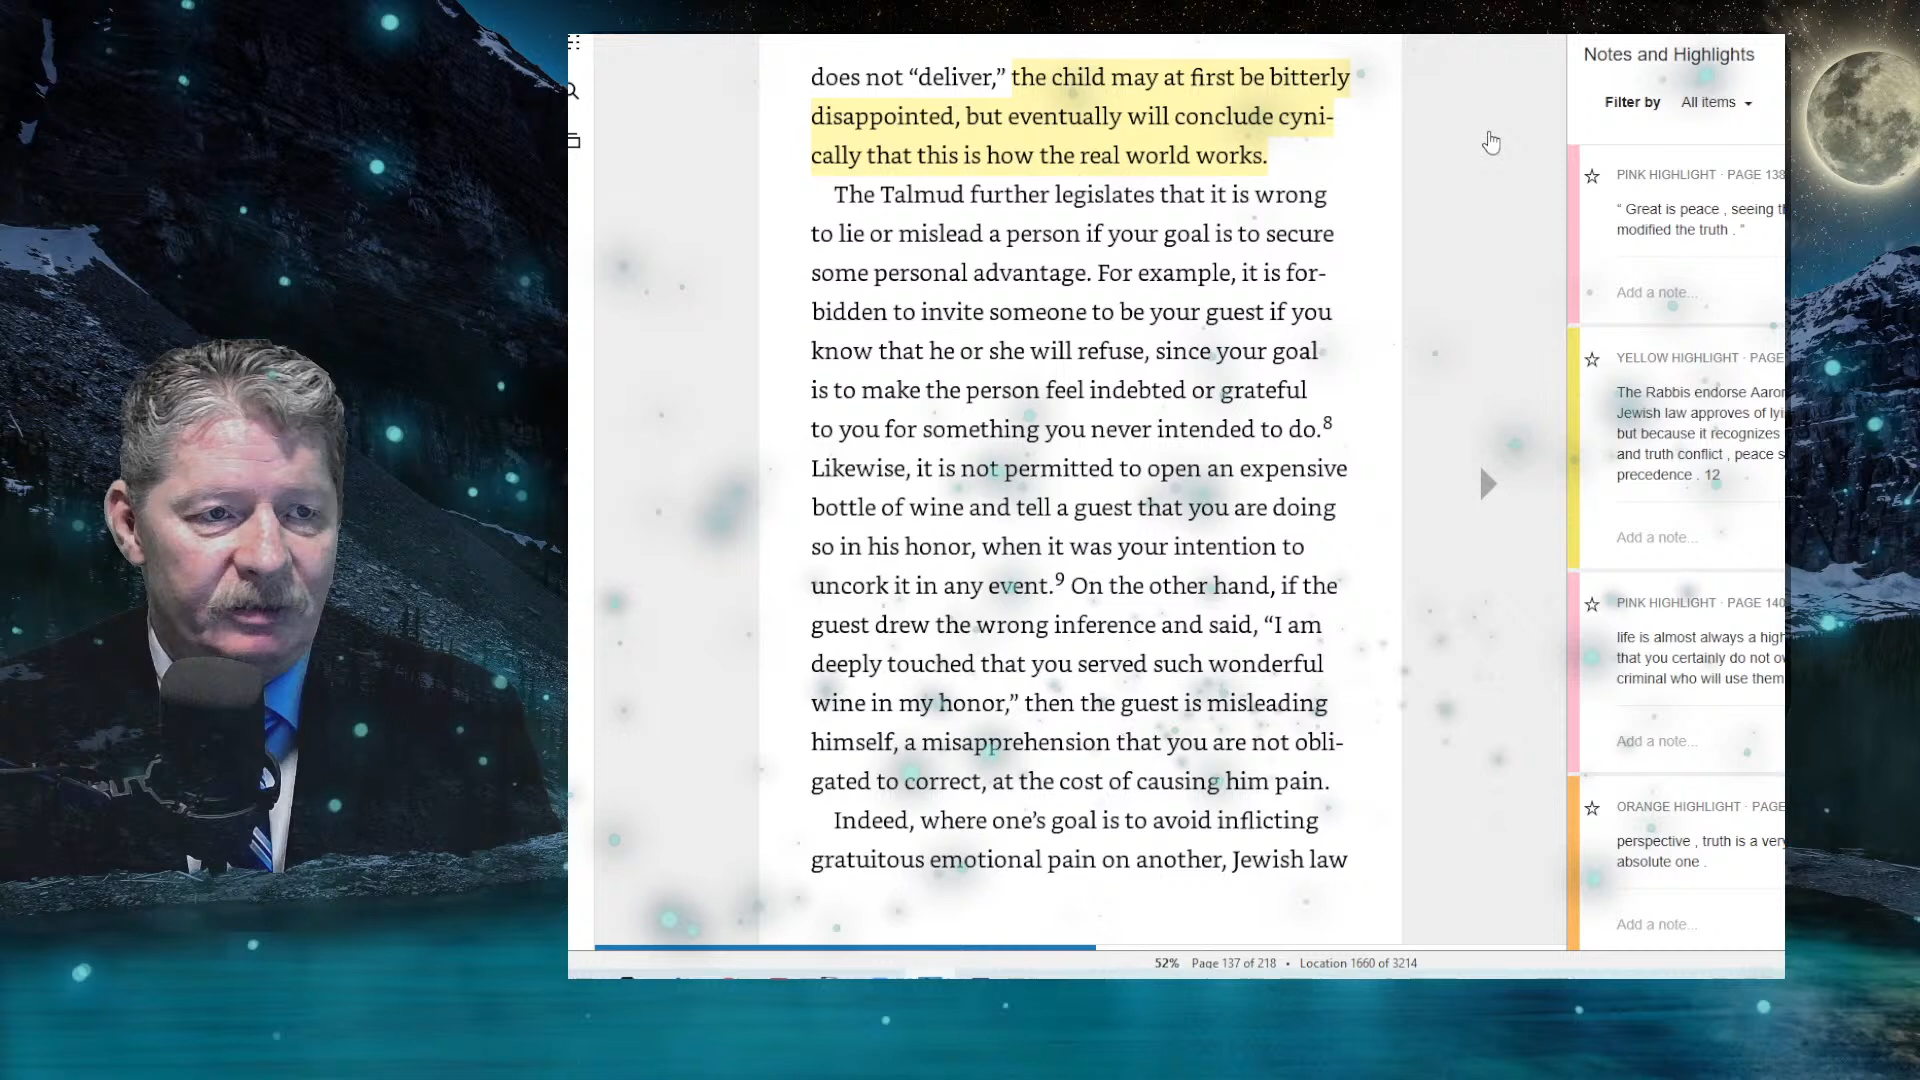 does not “deliver,” the child may at first be bitterly
disappointed, but eventually will conclude cyni-
cally that this is how the real world works.
The Talmud further legislates that it is wrong
to lie or mislead a person if your goal is to secure
some personal advantage. For example, it is for-
bidden to invite someone to be your guest if you
know that he or she will refuse, since your goal
is to make the person feel indebted or grateful
to you for something you never intended to do.8
Likewise, it is not permitted to open an expensive
bottle of wine and tell a guest that you are doing
so in his honor, when it was your intention to
uncork it in any event.9 On the other hand, if the
guest drew the wrong inference and said, “I am
deeply touched that you served such wonderful
wine in my honor,” then the guest is misleading
himself, a misapprehension that you are not obli-
gated to correct, at the cost of causing him pain.
Indeed, where one’s goal is to avoid inflicting
gratuitous emotional pain on another, Jewish law
52% Page 137 of 218 • Location 1660 of 3214
Notes and Highlights
Filter by All items
PINK HIGHLIGHT · PAGE 138
“ Great is peace , seeing
modified the truth . ”
Add a note...
YELLOW HIGHLIGHT · PAGE
The Rabbis endorse Aaron
Jewish law approves of
but because it recognizes
and truth conflict , peace
precedence . 12
Add a note...
PINK HIGHLIGHT · PAGE 140
life is almost always a
that you certainly do not
criminal who will use them
Add a note...
ORANGE HIGHLIGHT · PAGE
perspective , truth is a
absolute one .
Add a note...